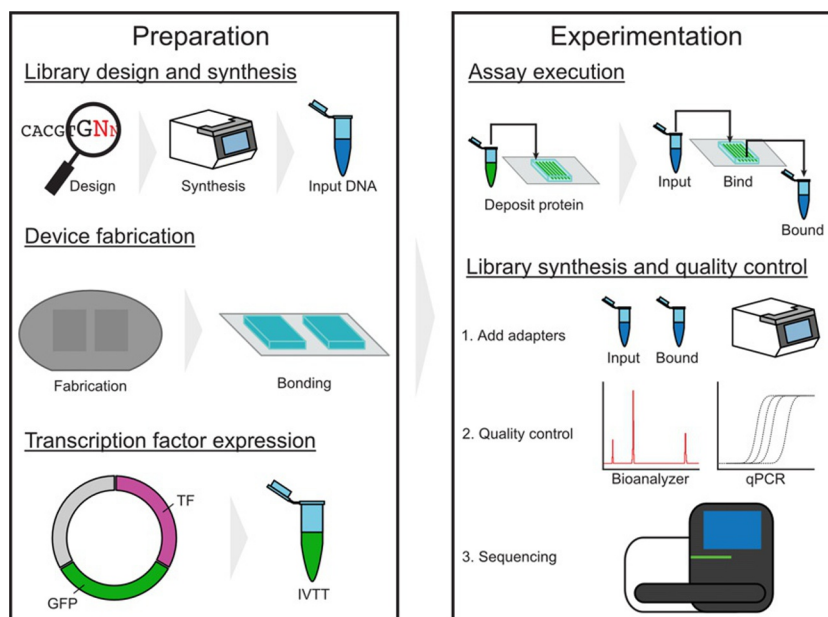 Preparation
Library design and synthesis
CACGTGNN
Design
Synthesis
Input DNA
Device fabrication
Fabrication
Bonding
Transcription factor expression
TF
GFP
IVTT
Experimentation
Assay execution
Deposit protein
Input
Bind
Bound
Library synthesis and quality control
1. Add adapters
Input
Bound
2. Quality control
Bioanalyzer
qPCR
3. Sequencing